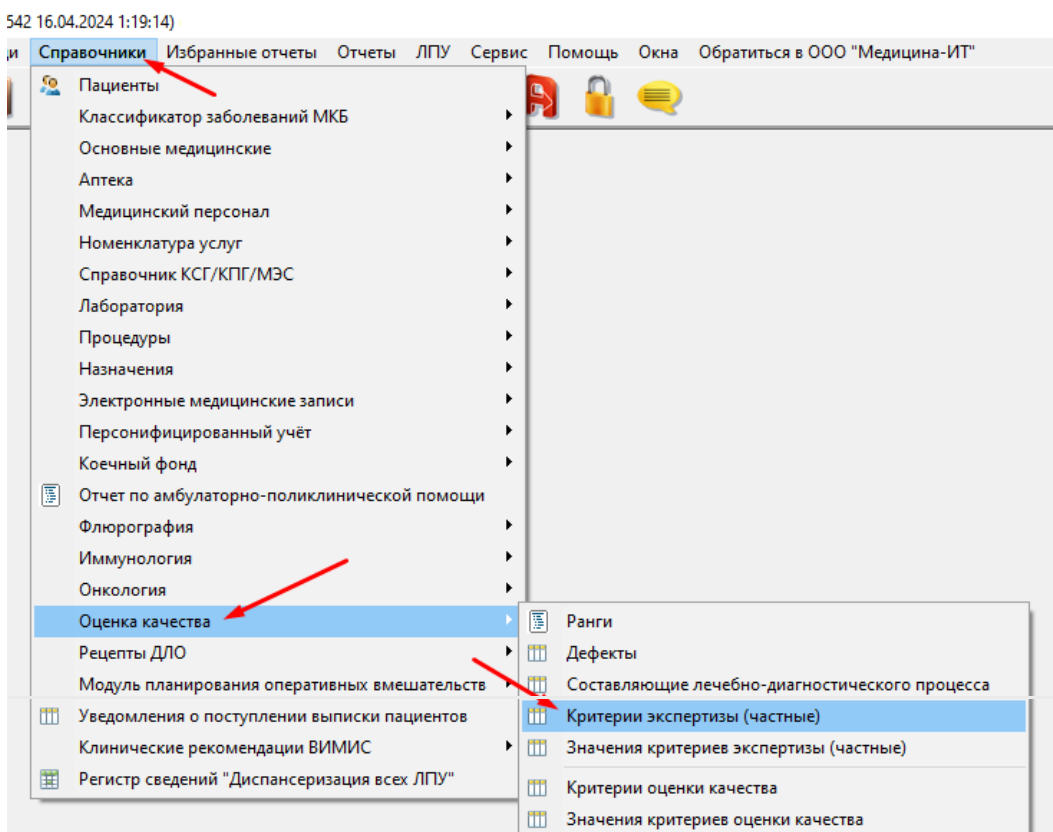 542 16.04.2024 1:19:14)
ди Справочники Избранные отчеты Отчеты ЛПУ Сервис Помощь Окна Обратиться в ООО "Медицина-ИТ"
Пациенты
Классификатор заболеваний МКБ
Основные медицинские
Аптека
Медицинский персонал
Номенклатура услуг
Справочник КСГ/КПГ/МЭС
Лаборатория
Процедуры
Назначения
Электронные медицинские записи
Персонифицированный учёт
Коечный фонд
Отчет по амбулаторно-поликлинической помощи
Флюрография
Иммунология
Онкология
Оценка качества
Рецепты ДЛО
Модуль планирования оперативных вмешательств
Уведомления о поступлении выписки пациентов
Клинические рекомендации ВИМИС
Регистр сведений "Диспансеризация всех ЛПУ"
Ранги
Дефекты
Составляющие лечебно-диагностического процесса
Критерии экспертизы (частные)
Значения критериев экспертизы (частные)
Критерии оценки качества
Значения критериев оценки качества